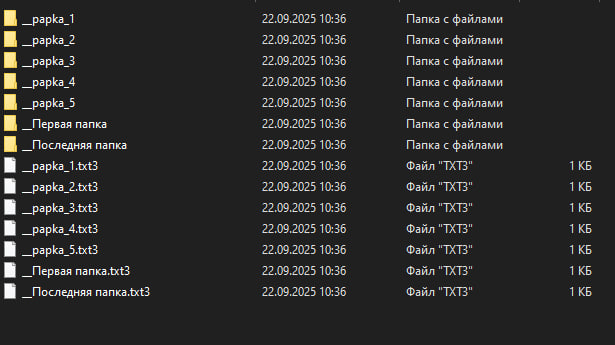 __papka_1 22.09.2025 10:36 Папка с файлами
__papka_2 22.09.2025 10:36 Папка с файлами
__papka_3 22.09.2025 10:36 Папка с файлами
__papka_4 22.09.2025 10:36 Папка с файлами
__papka_5 22.09.2025 10:36 Папка с файлами
__Первая папка 22.09.2025 10:36 Папка с файлами
__Последняя папка 22.09.2025 10:36 Папка с файлами
__papka_1.txt3 22.09.2025 10:36 Файл "TXT3" 1 КБ
__papka_2.txt3 22.09.2025 10:36 Файл "TXT3" 1 КБ
__papka_3.txt3 22.09.2025 10:36 Файл "TXT3" 1 КБ
__papka_4.txt3 22.09.2025 10:36 Файл "TXT3" 1 КБ
__papka_5.txt3 22.09.2025 10:36 Файл "TXT3" 1 КБ
__Первая папка.txt3 22.09.2025 10:36 Файл "TXT3" 1 КБ
__Последняя папка.txt3 22.09.2025 10:36 Файл "TXT3" 1 КБ